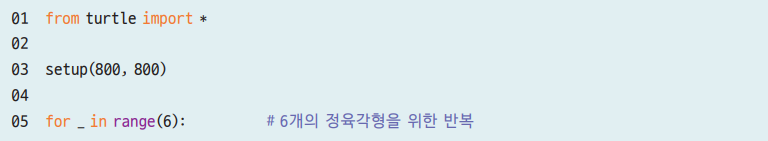 01 from turtle import *
02
03 setup(800, 800)
04
05 for _ in range(6): # 6개의 정육각형을 위한 반복